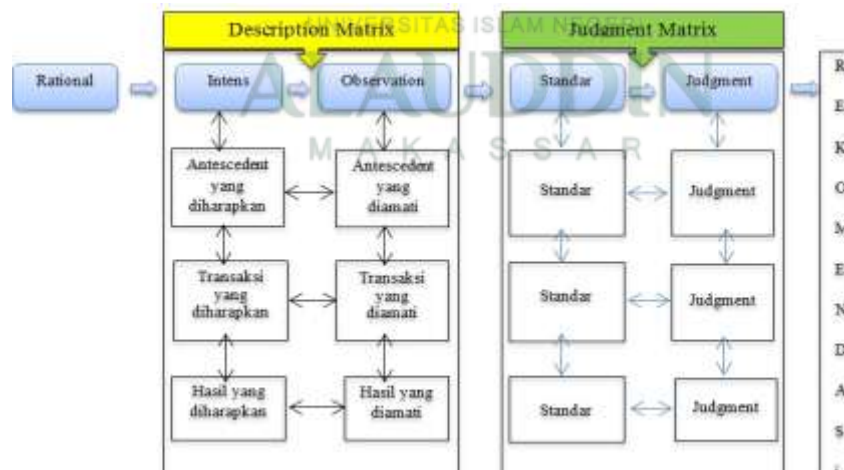 UNIVERSITAS ISLAM NEGERI
Description Matrix
Judgment Matrix
ALAUDDIN
MAKASSAR
Rational
Intens
Observation
Standar
Judgment
Antescedent
yang
diharapkan
Antescedent
yang
diamati
Standar
Judgment
Transaksi
yang
diharapkan
Transaksi
yang
diamati
Standar
Judgment
Hasil yang
diharapkan
Hasil yang
diamati
Standar
Judgment
R
E
K
O
M
E
N
D
A
S